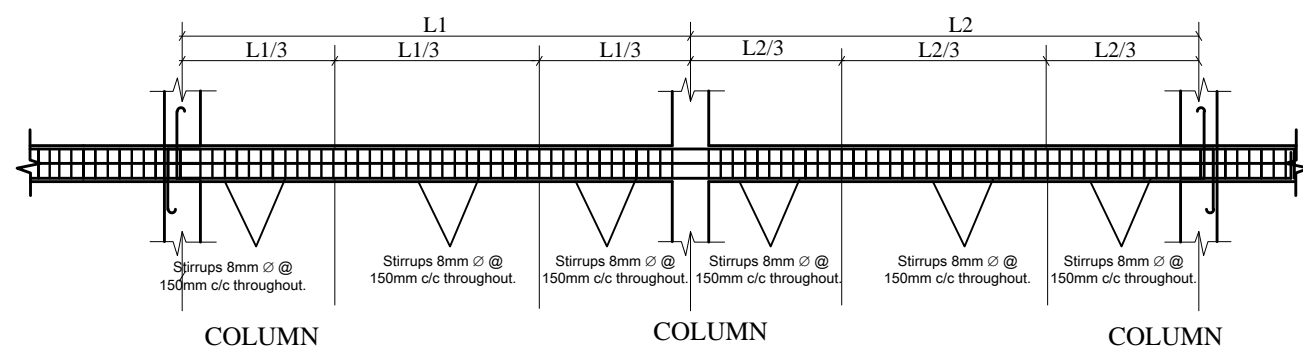 L1
L2
L1/3
L1/3
L1/3
L2/3
L2/3
L2/3
Stirrups 8mm ∅ @
150mm c/c throughout.
Stirrups 8mm ∅ @
150mm c/c throughout.
Stirrups 8mm ∅ @
150mm c/c throughout.
Stirrups 8mm ∅ @
150mm c/c throughout.
Stirrups 8mm ∅ @
150mm c/c throughout.
Stirrups 8mm ∅ @
150mm c/c throughout.
COLUMN
COLUMN
COLUMN